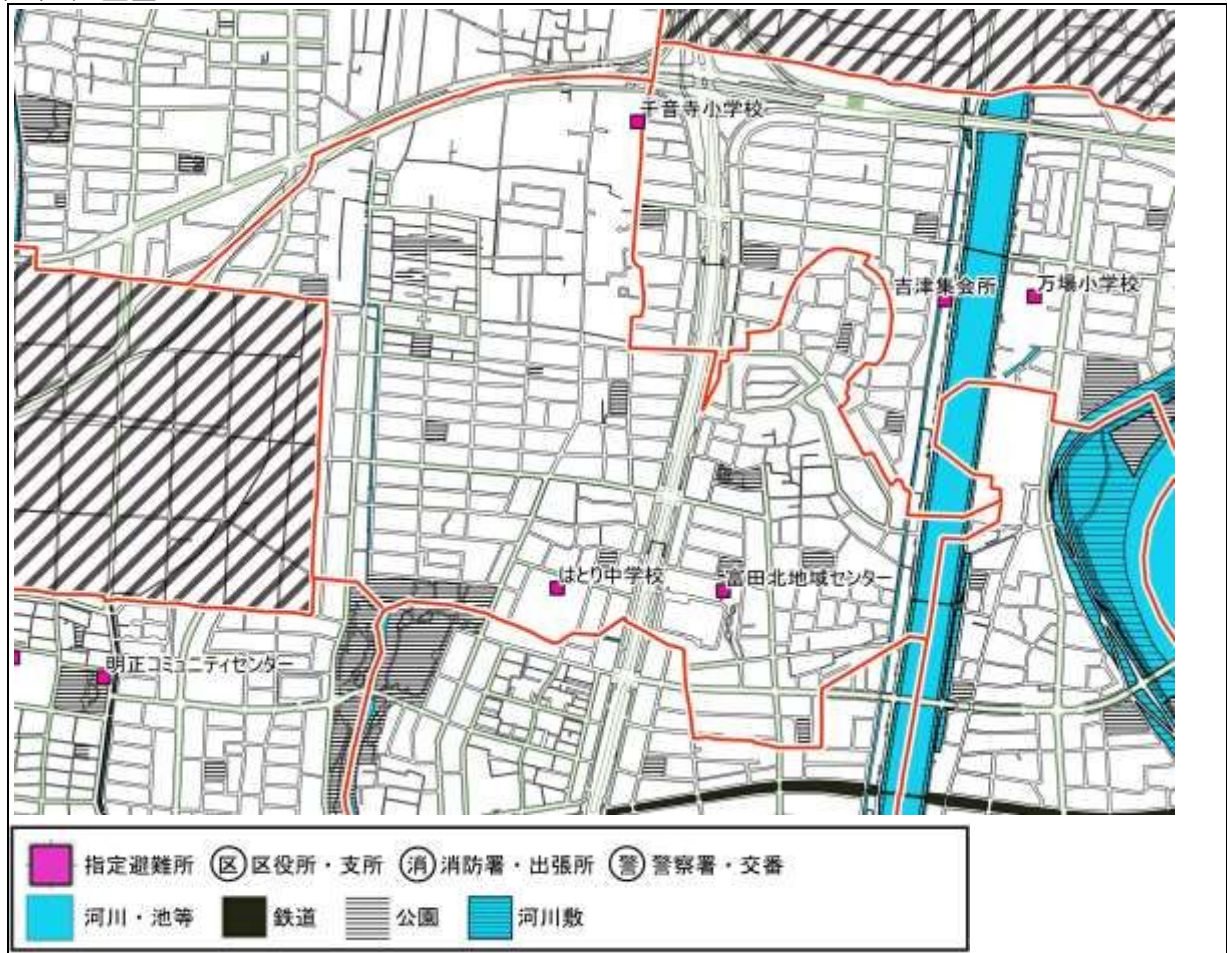 千音寺小学校
吉津集会所
万場小学校
はとり中学校
富田北地域センター
明正コミュニティセンター
指定避難所 区 区役所・支所 消 消防署・出張所 警 警察署・交番
河川・池等 鉄道 公園 河川敷